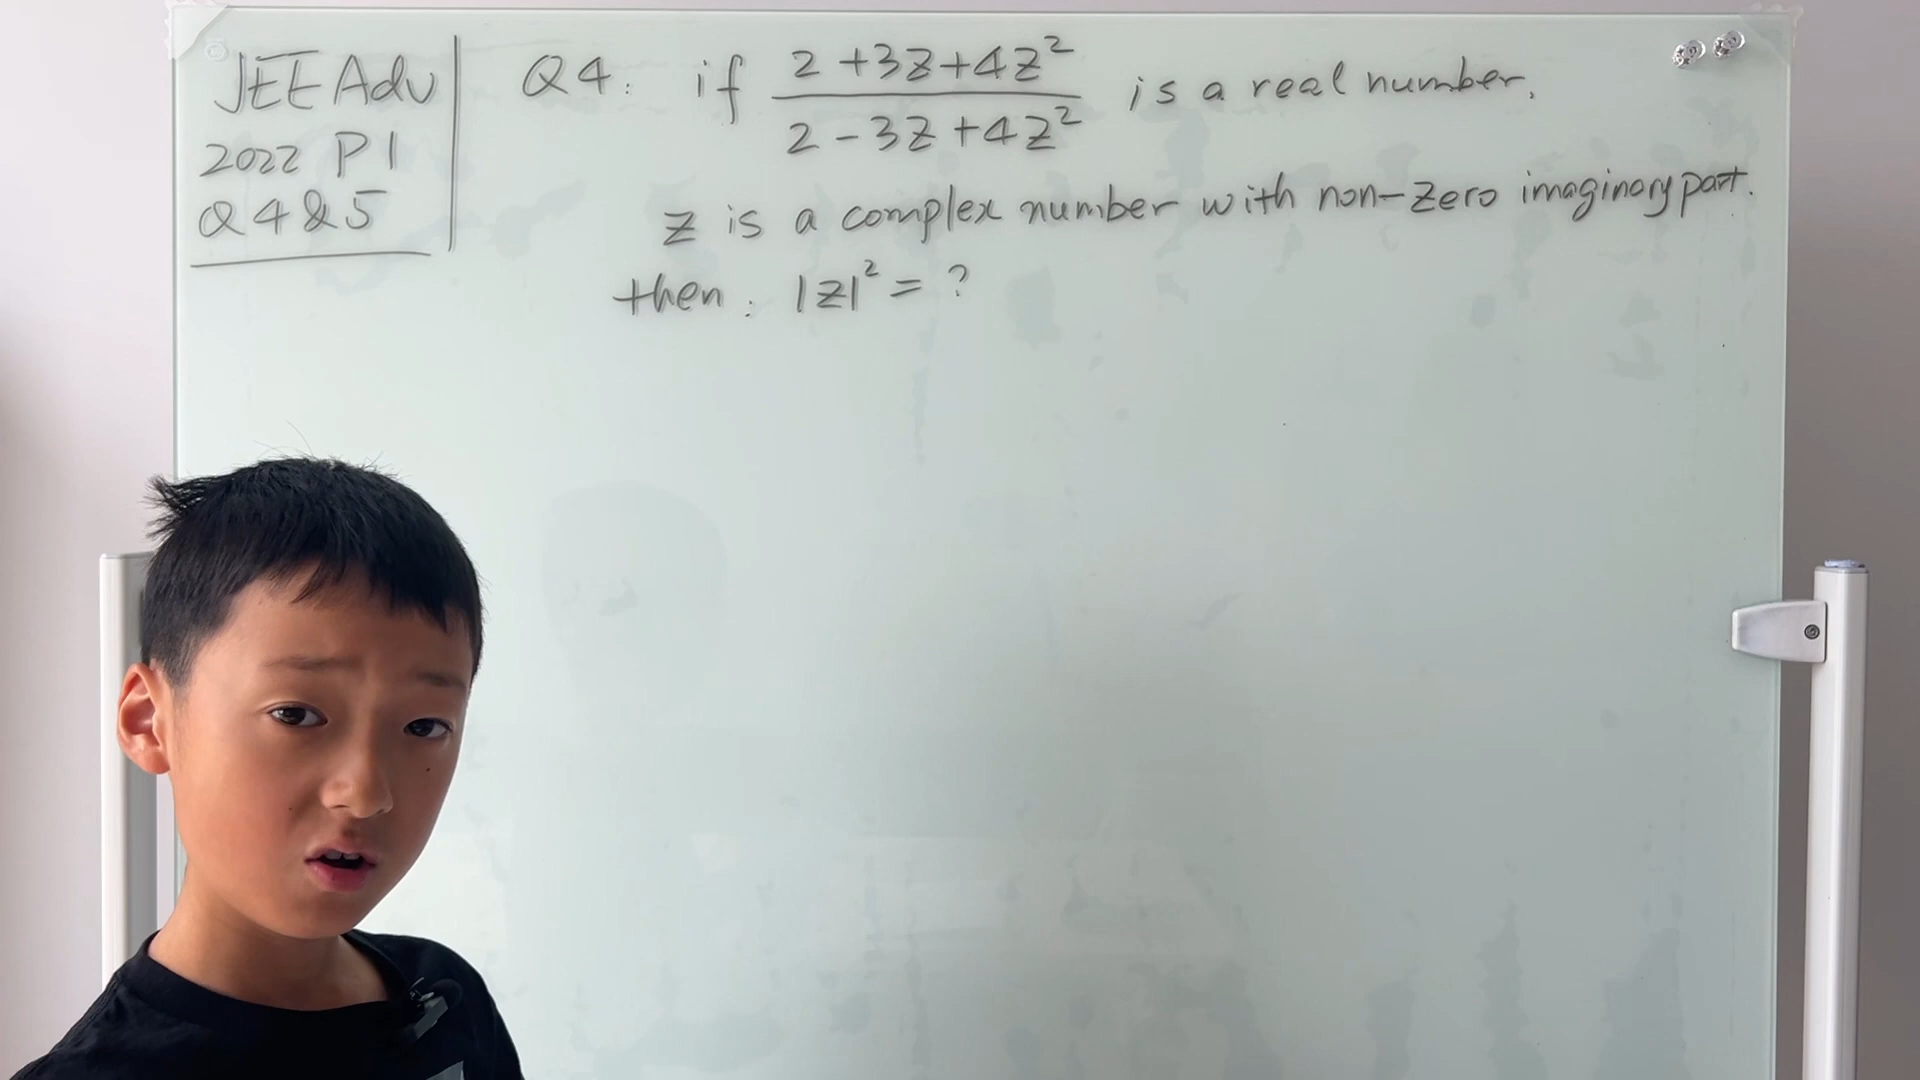 JEE Adv
2022 P1
Q4&5
Q4: if (2+3z+4z²)/(2-3z+4z²) is a real number.
z is a complex number with non-zero imaginary part.
then: |z|² = ?